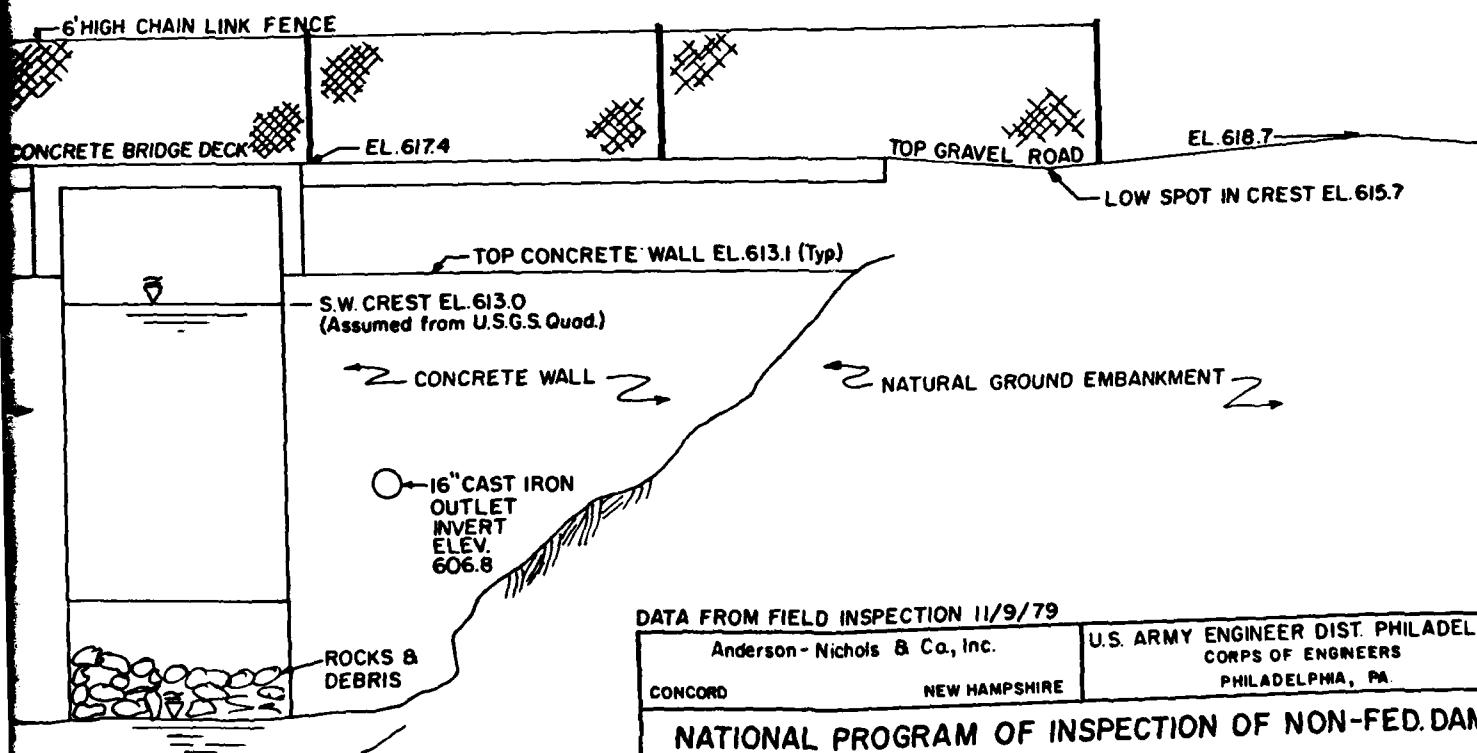 6' HIGH CHAIN LINK FENCE
CONCRETE BRIDGE DECK
EL.617.4
TOP GRAVEL ROAD
EL.618.7
LOW SPOT IN CREST EL.615.7
TOP CONCRETE WALL EL.613.1 (Typ.)
S.W. CREST EL.613.0
(Assumed from U.S.G.S. Quad.)
CONCRETE WALL
NATURAL GROUND EMBANKMENT
16" CAST IRON
OUTLET
INVERT
ELEV.
606.8
ROCKS &
DEBRIS
DATA FROM FIELD INSPECTION 11/9/79
Anderson-Nichols & Co., Inc.
CONCORD NEW HAMPSHIRE
U.S. ARMY ENGINEER DIST. PHILADEL
CORPS OF ENGINEERS
PHILADELPHIA, PA.
NATIONAL PROGRAM OF INSPECTION OF NON-FED. DAM